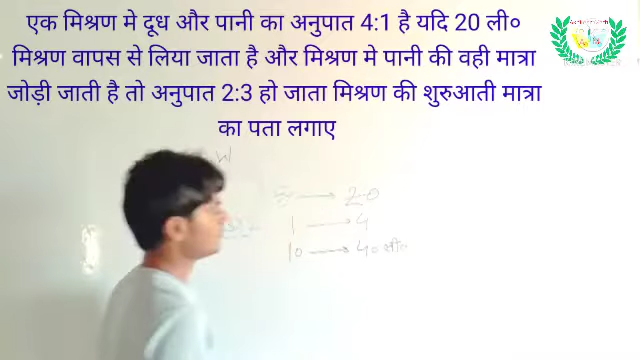 एक मिश्रण मे दूध और पानी का अनुपात 4:1 है यदि 20 ली०
मिश्रण वापस से लिया जाता है और मिश्रण मे पानी की वही मात्रा
जोड़ी जाती है तो अनुपात 2:3 हो जाता मिश्रण की शुरुआती मात्रा
का पता लगाए
W
5 → 20
1 → 4
10 → 40 ली०